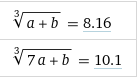 ∛(a + b) = 8.16
∛(7a + b) = 10.1